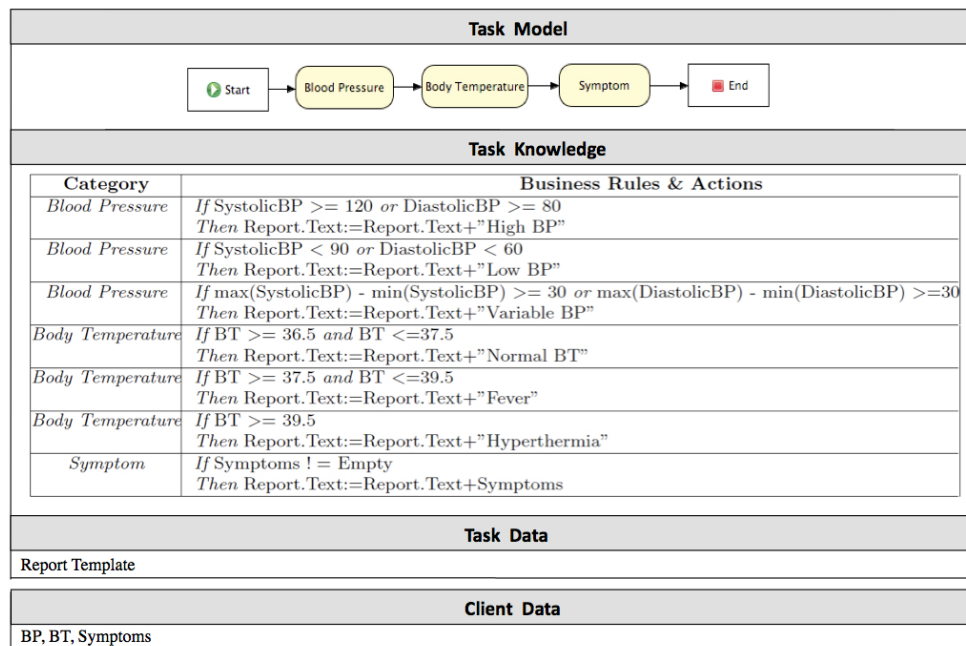 Task Model
Start
Blood Pressure
Body Temperature
Symptom
End
Task Knowledge
Category Business Rules & Actions
Blood Pressure If SystolicBP >= 120 or DiastolicBP >= 80
Then Report.Text:=Report.Text+"High BP"
Blood Pressure If SystolicBP < 90 or DiastolicBP < 60
Then Report.Text:=Report.Text+"Low BP"
Blood Pressure If max(SystolicBP) - min(SystolicBP) >= 30 or max(DiastolicBP) - min(DiastolicBP) >=30
Then Report.Text:=Report.Text+"Variable BP"
Body Temperature If BT >= 36.5 and BT <=37.5
Then Report.Text:=Report.Text+"Normal BT"
Body Temperature If BT >= 37.5 and BT <=39.5
Then Report.Text:=Report.Text+"Fever"
Body Temperature If BT >= 39.5
Then Report.Text:=Report.Text+"Hyperthermia"
Symptom If Symptoms ! = Empty
Then Report.Text:=Report.Text+Symptoms
Task Data
Report Template
Client Data
BP, BT, Symptoms